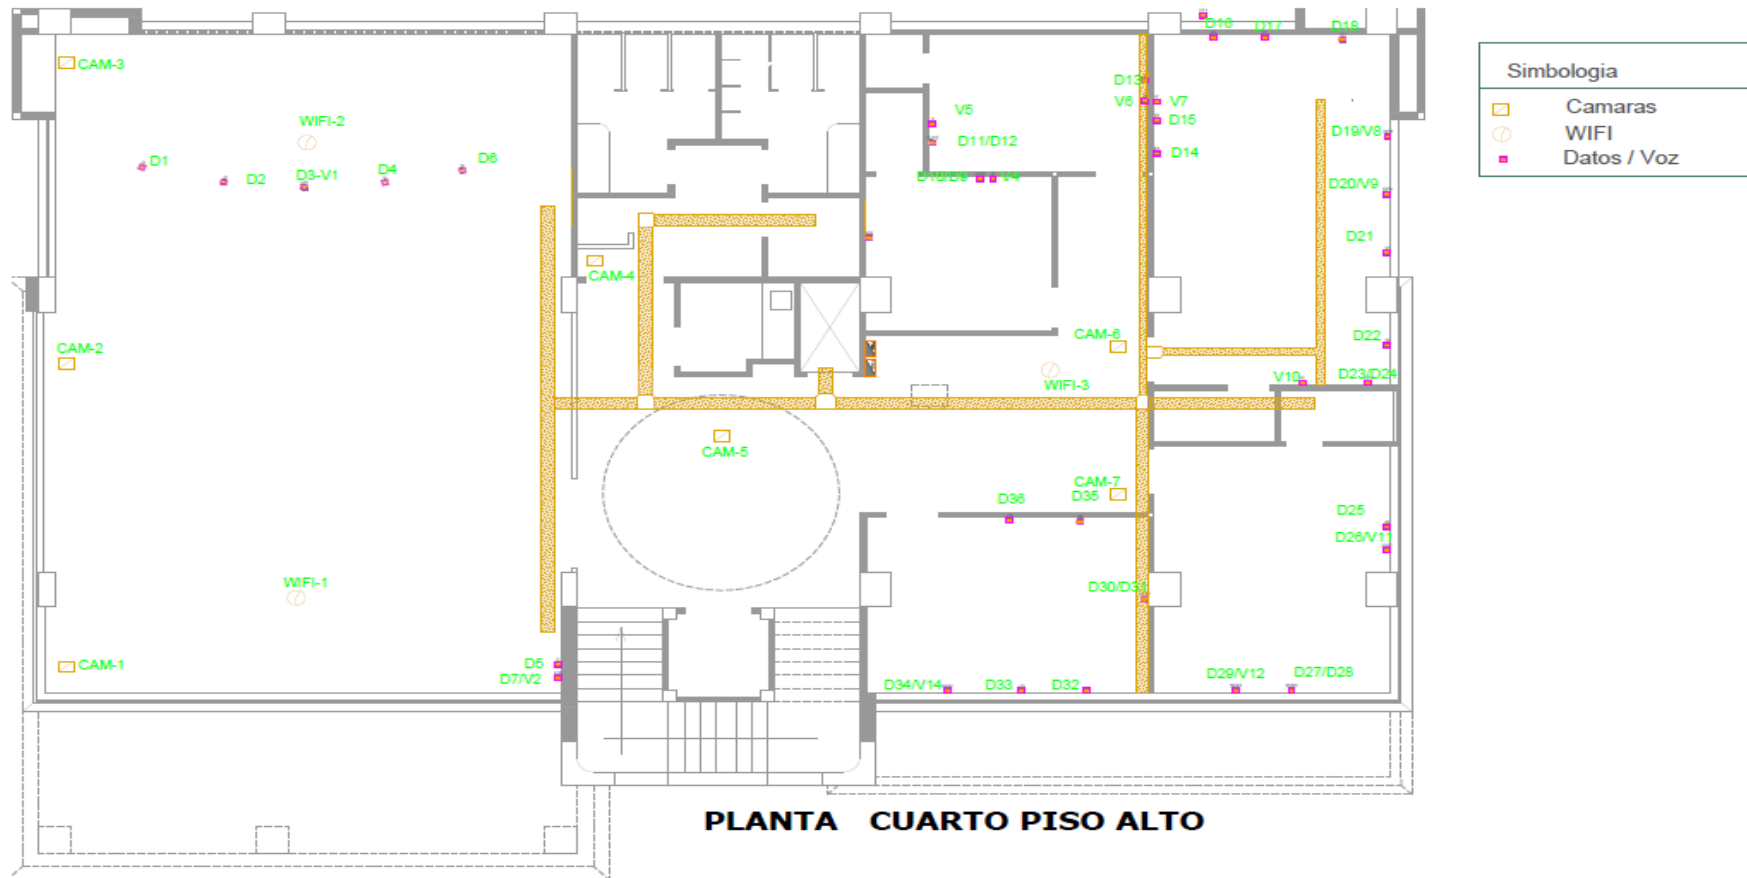 D16
D17
D18
CAM-3
Simbologia
D13
Camaras
V6
V7
V5
WIFI-2
D15
WIFI
D19/V8
D11/D12
D14
Datos / Voz
D1
D2
D3-V1
D4
D6
V4
D20/V9
D21
CAM-4
CAM-6
D22
CAM-2
WIFI-3
V10
D23/D24
CAM-5
CAM-7
D36
D35
D25
D26/V11
WIFI-1
D30/D31
CAM-1
D5
D7/V2
D34/V14
D33
D32
D29/V12
D27/D28
PLANTA CUARTO PISO ALTO